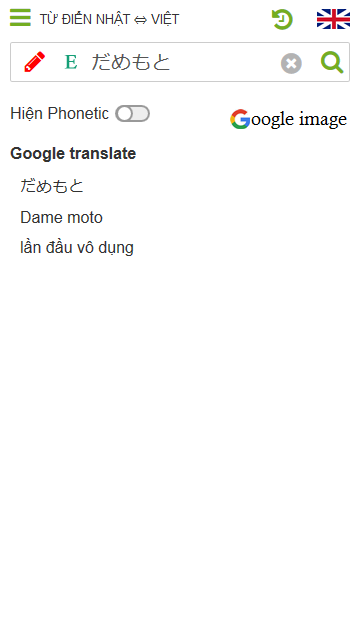 TỪ ĐIỂN NHẬT ⇔ VIỆT
E だめもと
Hiện Phonetic
Google image
Google translate
だめもと
Dame moto
lần đầu vô dụng